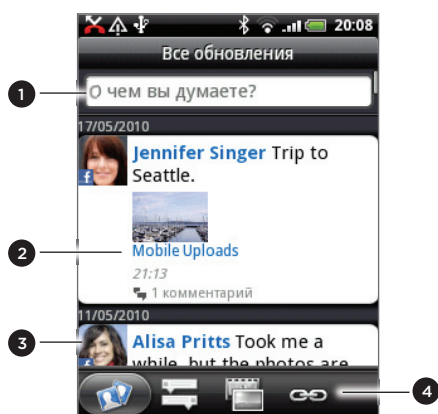 20:08
Все обновления
1
О чем вы думаете?
17/05/2010
Jennifer Singer Trip to
Seattle.
2
Mobile Uploads
21:13
1 комментарий
11/05/2010
3
Alisa Pritts Took me a
while, but the photos are
4